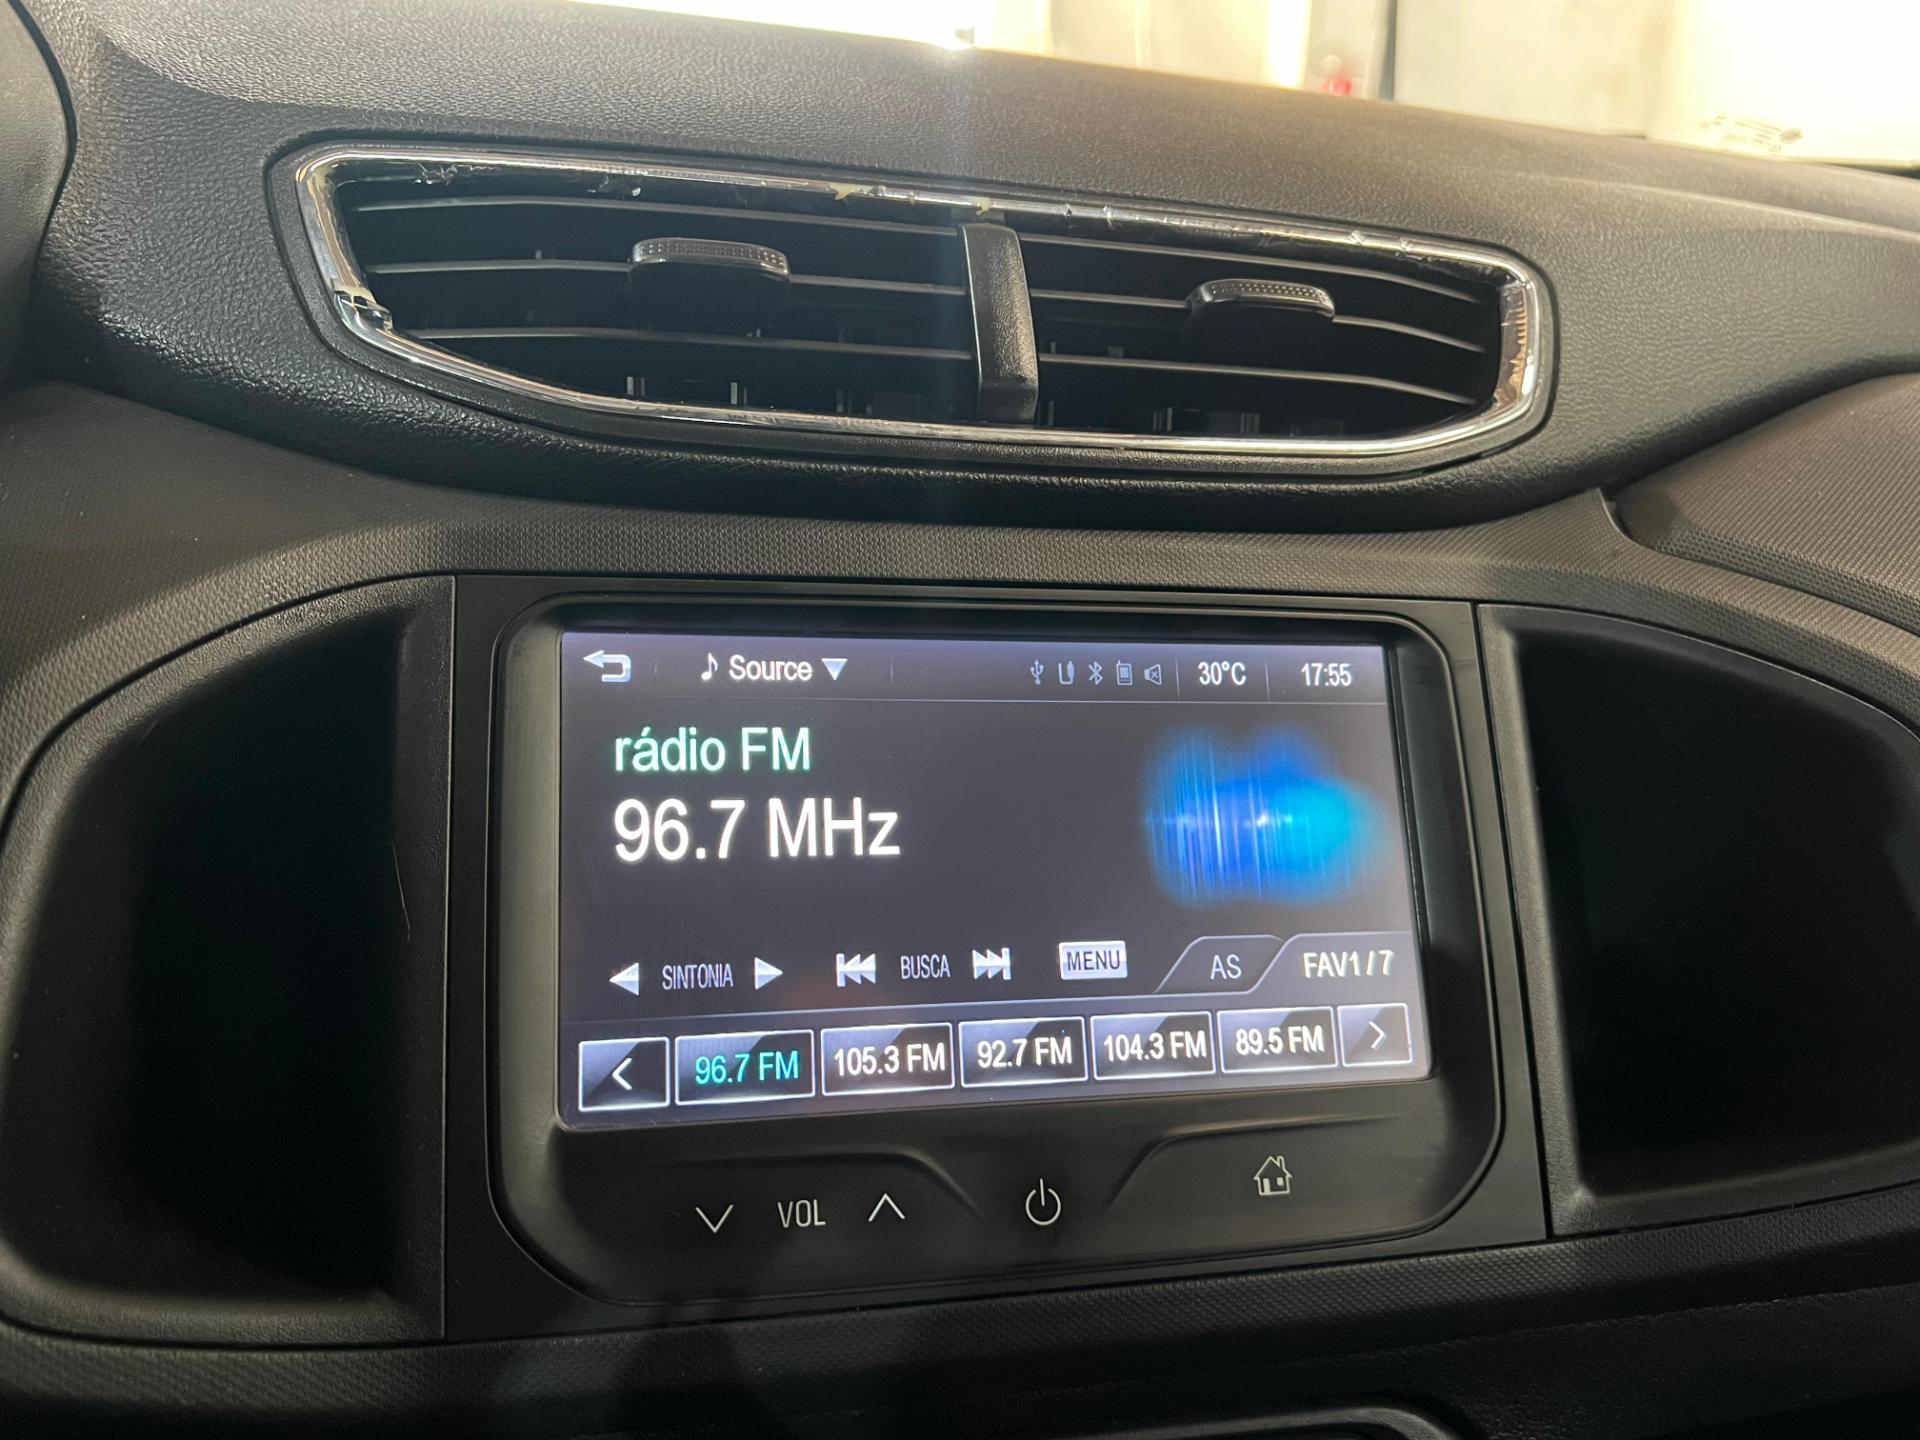 Source
30°C
17:55
rádio FM
96.7 MHz
SINTONIA
BUSCA
MENU
AS
FAV1/7
96.7 FM
105.3 FM
92.7 FM
104.3 FM
89.5 FM
VOL